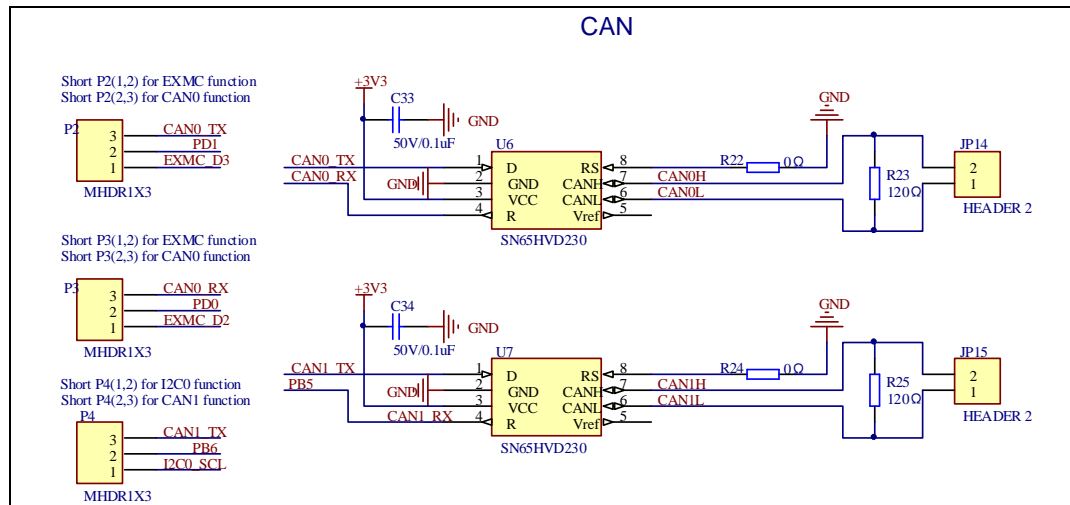 CAN
Short P2(1,2) for EXMC function
Short P2(2,3) for CAN0 function
P2
3 CAN0_TX
2 PD1
1 EXMC_D3
MHDR1X3
+3V3
C33
GND
50V/0.1uF
U6
CAN0_TX 1 D
CAN0_RX
GND 2 GND
3 VCC
4 R
RS 8
CANH 7 CAN0H
CANL 6 CAN0L
Vref 5
SN65HVD230
R22 0Ω
GND
R23
120Ω
JP14
2
1
HEADER 2
Short P3(1,2) for EXMC function
Short P3(2,3) for CAN0 function
P3
3 CAN0_RX
2 PD0
1 EXMC_D2
MHDR1X3
+3V3
C34
GND
50V/0.1uF
U7
CAN1_TX 1 D
PB5
GND 2 GND
3 VCC
CAN1_RX 4 R
RS 8
CANH 7 CAN1H
CANL 6 CAN1L
Vref 5
SN65HVD230
R24 0Ω
GND
R25
120Ω
JP15
2
1
HEADER 2
Short P4(1,2) for I2C0 function
Short P4(2,3) for CAN1 function
P4
3 CAN1_TX
2 PB6
1 I2C0_SCL
MHDR1X3